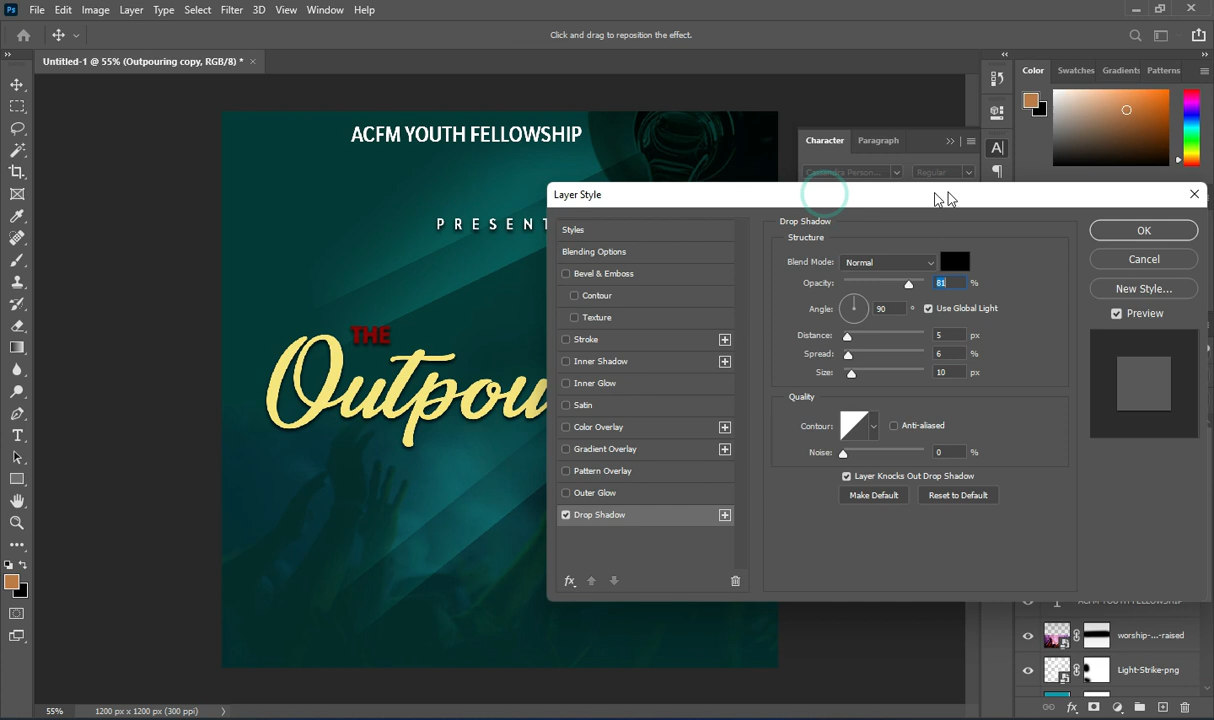 Ps File Edit Image Layer Type Select Filter 3D View Window Help
Click and drag to reposition the effect.
Untitled-1 @ 55% (Outpouring copy, RGB/8) *
Color Swatches Gradients Patterns
Character Paragraph
Cassandra Person... Regular
ACFM YOUTH FELLOWSHIP
PRESENT
THE
Outpou
Layer Style
Styles
Blending Options
Bevel & Emboss
Contour
Texture
Stroke
Inner Shadow
Inner Glow
Satin
Color Overlay
Gradient Overlay
Pattern Overlay
Outer Glow
Drop Shadow
fx
Drop Shadow
Structure
Blend Mode: Normal
Opacity: 81 %
Angle: 90 ° Use Global Light
Distance: 5 px
Spread: 6 %
Size: 10 px
Quality
Contour: Anti-aliased
Noise: 0 %
Layer Knocks Out Drop Shadow
Make Default Reset to Default
OK
Cancel
New Style...
Preview
ACFM YOUTH FELLOWSHIP
worship-...-raised
Light-Strike-png
fx
55% 1200 px x 1200 px (300 ppi)